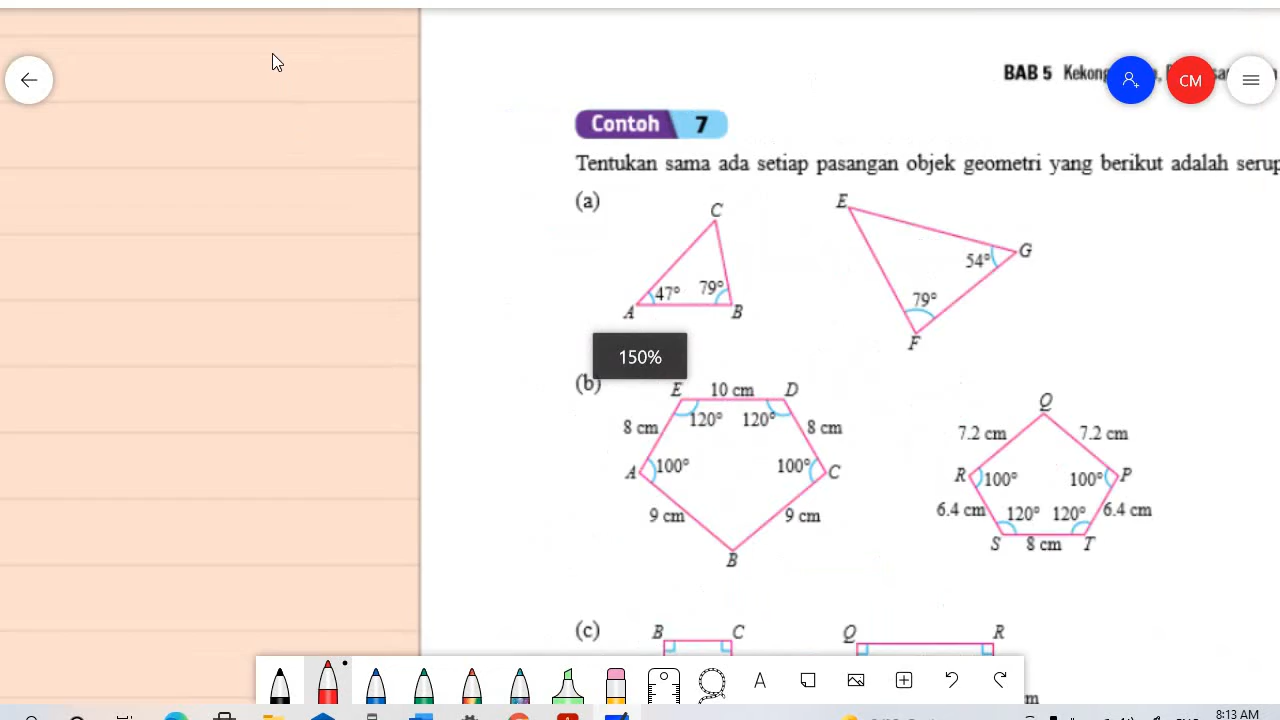 BAB 5
CM
Contoh 7
Tentukan sama ada setiap pasangan objek geometri yang berikut adalah
(a)
C
47°
79°
A
B
E
G
54°
79°
F
150%
(b)
E
10 cm
D
120°
120°
8 cm
8 cm
A
100°
100°
C
9 cm
9 cm
B
Q
7.2 cm
7.2 cm
R
100°
100°
P
6.4 cm
120°
120°
6.4 cm
S
8 cm
T
(c)
B
C
Q
R
A
8:13 AM